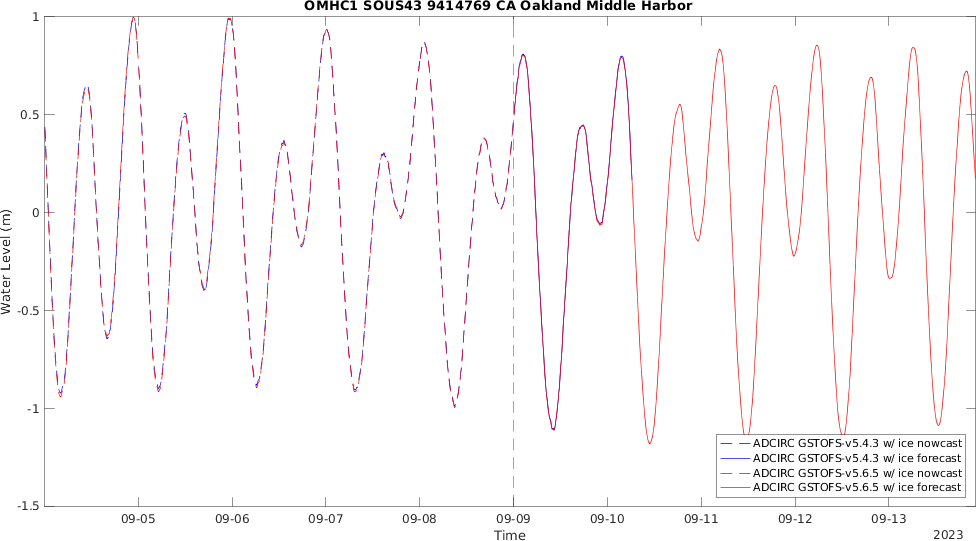 OMHC1 SOUS43 9414769 CA Oakland Middle Harbor
Water Level (m)
1
0.5
0
-0.5
-1
-1.5
ADCIRC GSTOFS-v5.4.3 w/ ice nowcast
ADCIRC GSTOFS-v5.4.3 w/ ice forecast
ADCIRC GSTOFS-v5.6.5 w/ ice nowcast
ADCIRC GSTOFS-v5.6.5 w/ ice forecast
09-05 09-06 09-07 09-08 09-09 09-10 09-11 09-12 09-13
Time
2023